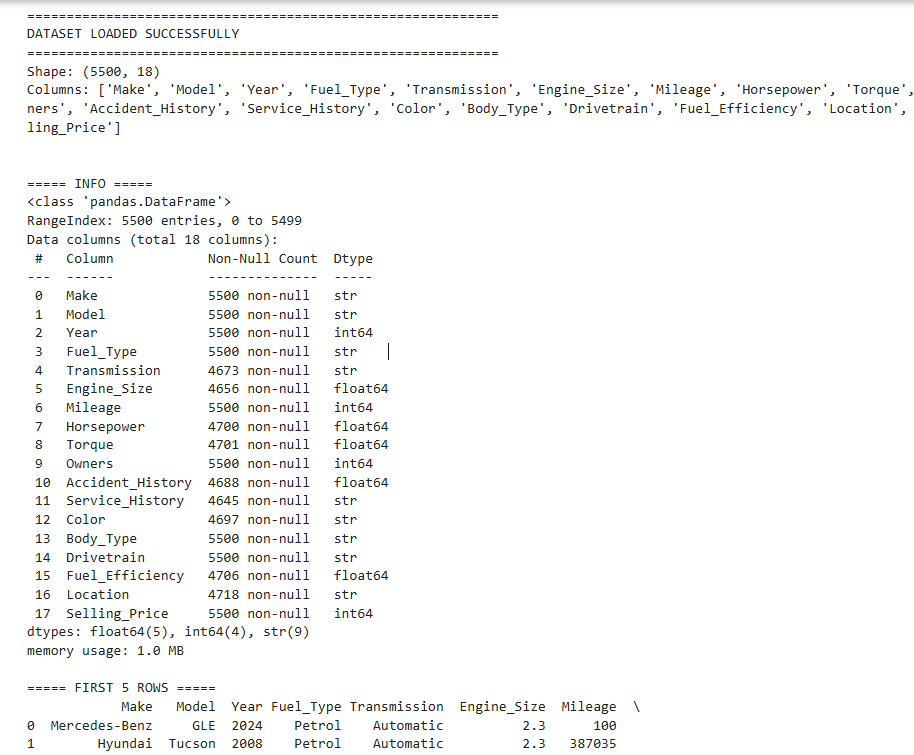 ============================================================
DATASET LOADED SUCCESSFULLY
============================================================
Shape: (5500, 18)
Columns: ['Make', 'Model', 'Year', 'Fuel_Type', 'Transmission', 'Engine_Size', 'Mileage', 'Horsepower', 'Torque',
ners', 'Accident_History', 'Service_History', 'Color', 'Body_Type', 'Drivetrain', 'Fuel_Efficiency', 'Location',
ling_Price']
===== INFO =====
<class 'pandas.DataFrame'>
RangeIndex: 5500 entries, 0 to 5499
Data columns (total 18 columns):
 #   Column            Non-Null Count  Dtype
---  ------            --------------  -----
 0   Make              5500 non-null   str
 1   Model             5500 non-null   str
 2   Year              5500 non-null   int64
 3   Fuel_Type         5500 non-null   str
 4   Transmission      4673 non-null   str
 5   Engine_Size       4656 non-null   float64
 6   Mileage           5500 non-null   int64
 7   Horsepower        4700 non-null   float64
 8   Torque            4701 non-null   float64
 9   Owners            5500 non-null   int64
 10  Accident_History  4688 non-null   float64
 11  Service_History   4645 non-null   str
 12  Color             4697 non-null   str
 13  Body_Type         5500 non-null   str
 14  Drivetrain        5500 non-null   str
 15  Fuel_Efficiency   4706 non-null   float64
 16  Location          4718 non-null   str
 17  Selling_Price     5500 non-null   int64
dtypes: float64(5), int64(4), str(9)
memory usage: 1.0 MB
===== FIRST 5 ROWS =====
            Make   Model  Year Fuel_Type Transmission  Engine_Size  Mileage  \
0  Mercedes-Benz     GLE  2024    Petrol    Automatic          2.3      100
1        Hyundai  Tucson  2008    Petrol    Automatic          2.3   387035